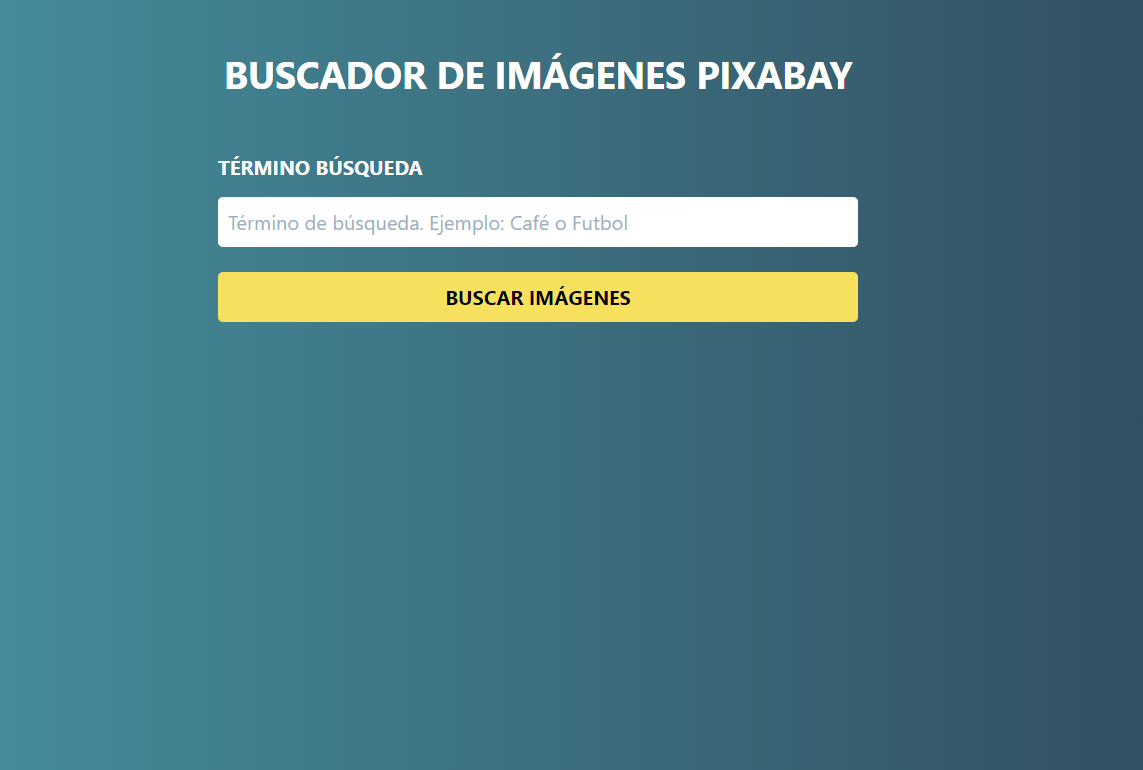 BUSCADOR DE IMÁGENES PIXABAY
TÉRMINO BÚSQUEDA
Término de búsqueda. Ejemplo: Café o Futbol
BUSCAR IMÁGENES